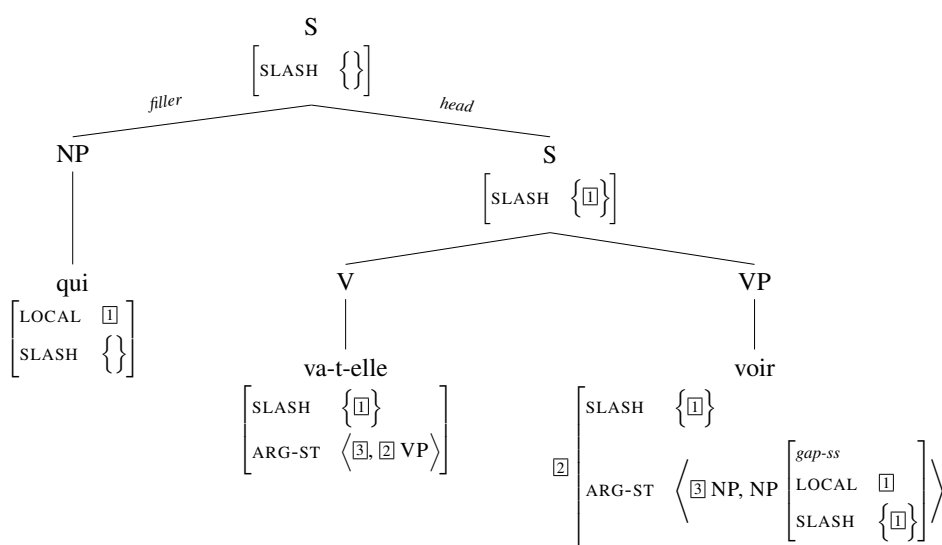 S
[SLASH {}]
filler head
NP S
[SLASH {1}]
qui V VP
[LOCAL 1
SLASH {}]
va-t-elle voir
[SLASH {1}
ARG-ST ⟨3, 2 VP⟩]
2 [SLASH {1}
ARG-ST ⟨3 NP, NP [gap-ss
LOCAL 1
SLASH {1}]⟩